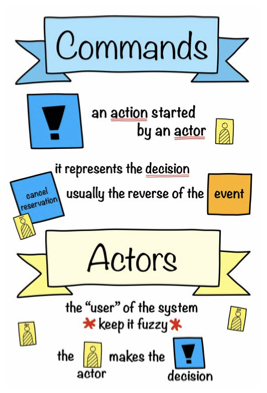 Commands
!
an action started
by an actor
it represents the decision
cancel
reservation
usually the reverse of the event
Actors
the "user" of the system
* keep it fuzzy *
the makes the !
actor
decision